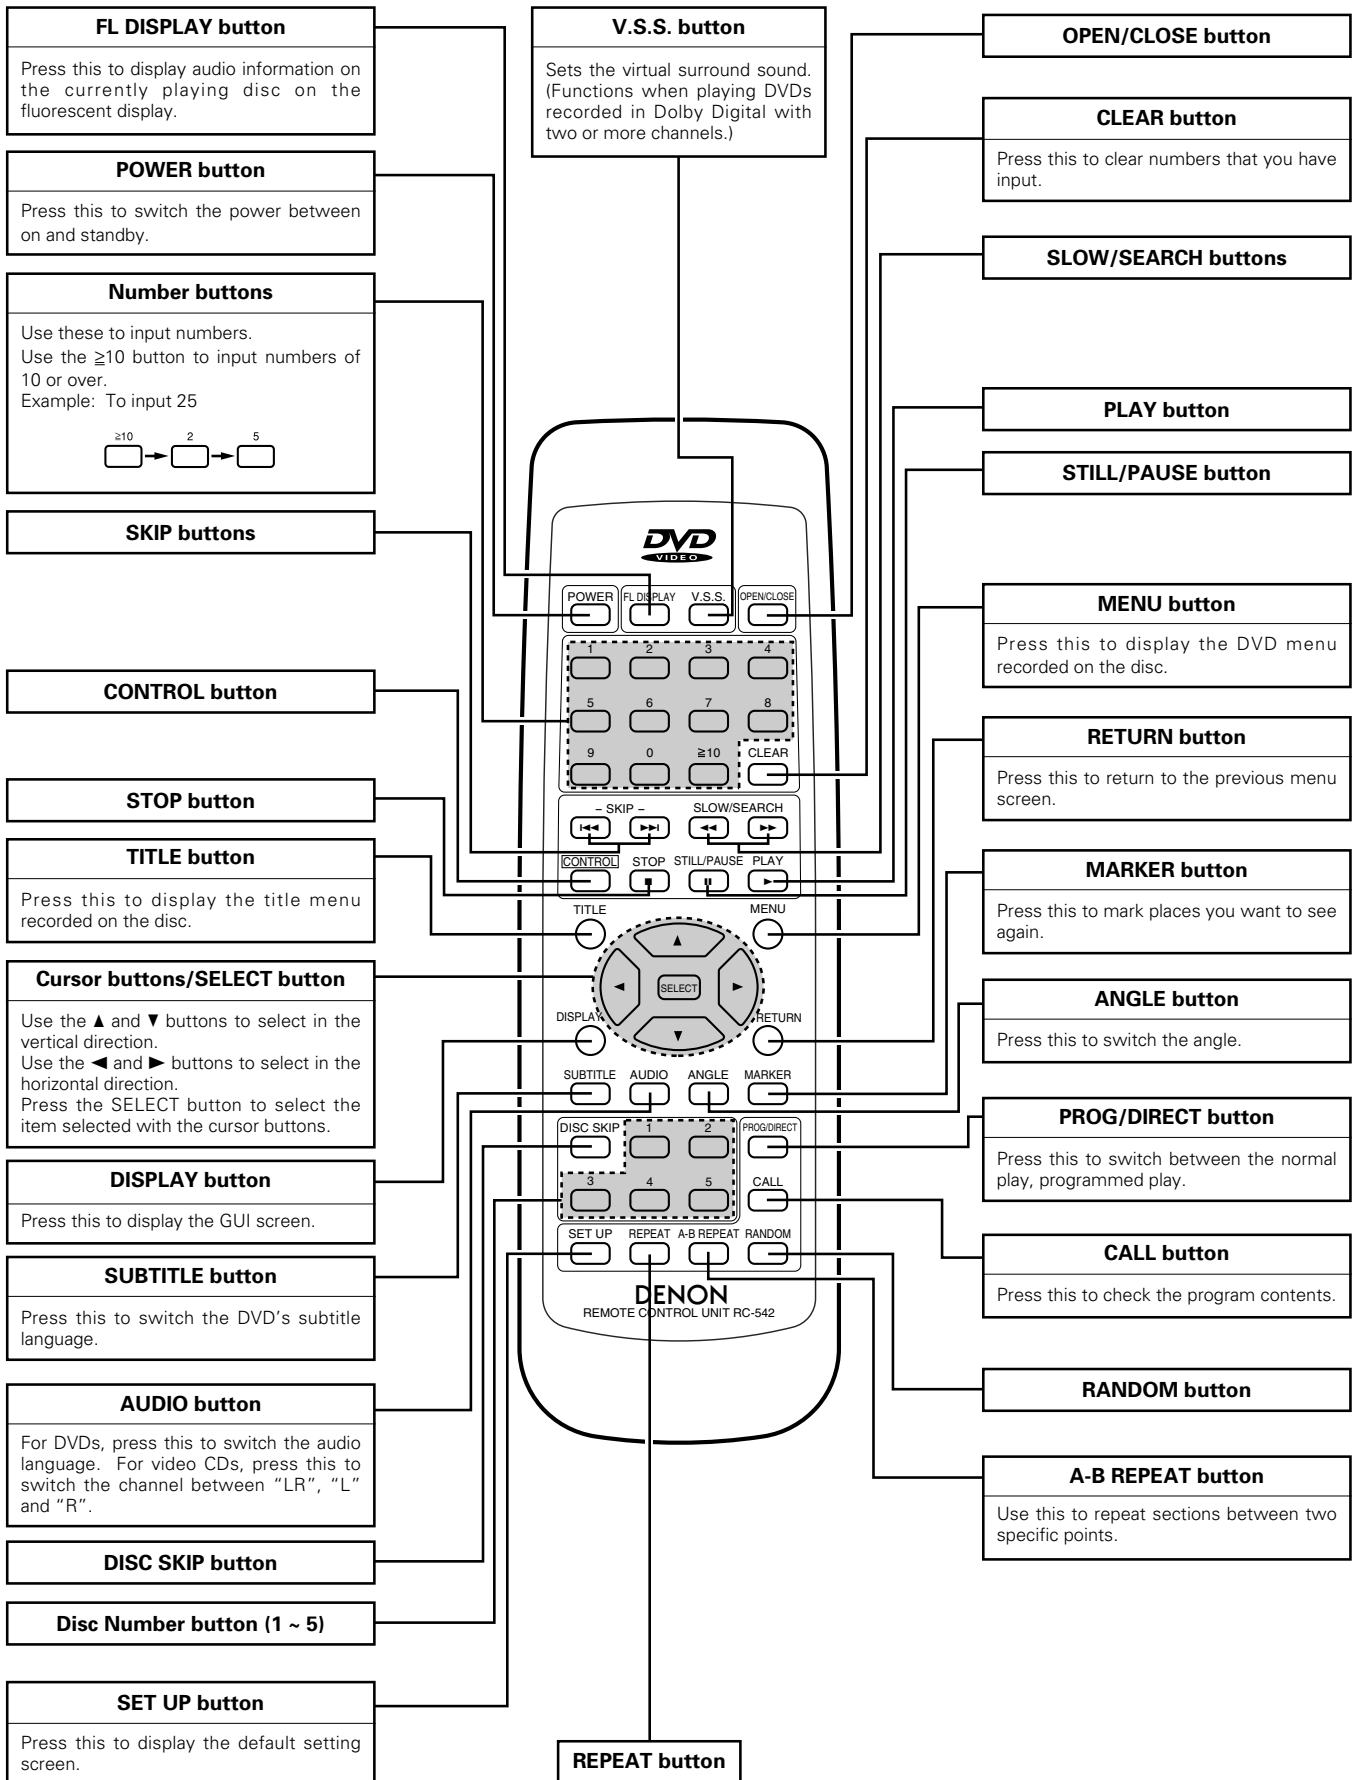 FL DISPLAY button
Press this to display audio information on
the currently playing disc on the
fluorescent display.
POWER button
Press this to switch the power between
on and standby.
Number buttons
Use these to input numbers.
Use the ≧10 button to input numbers of
10 or over.
Example: To input 25
≧10 2 5
SKIP buttons
CONTROL button
STOP button
TITLE button
Press this to display the title menu
recorded on the disc.
Cursor buttons/SELECT button
Use the ▲ and ▼ buttons to select in the
vertical direction.
Use the ◄ and ► buttons to select in the
horizontal direction.
Press the SELECT button to select the
item selected with the cursor buttons.
DISPLAY button
Press this to display the GUI screen.
SUBTITLE button
Press this to switch the DVD's subtitle
language.
AUDIO button
For DVDs, press this to switch the audio
language. For video CDs, press this to
switch the channel between "LR", "L"
and "R".
DISC SKIP button
Disc Number button (1 ~ 5)
SET UP button
Press this to display the default setting
screen.
V.S.S. button
Sets the virtual surround sound.
(Functions when playing DVDs
recorded in Dolby Digital with
two or more channels.)
DVD
VIDEO
POWER FL DISPLAY V.S.S. OPEN/CLOSE
1 2 3 4
5 6 7 8
9 0 ≧10 CLEAR
– SKIP – SLOW/SEARCH
CONTROL STOP STILL/PAUSE PLAY
TITLE MENU
SELECT
DISPLAY RETURN
SUBTITLE AUDIO ANGLE MARKER
DISC SKIP 1 2 PROG/DIRECT
3 4 5 CALL
SET UP REPEAT A-B REPEAT RANDOM
DENON
REMOTE CONTROL UNIT RC-542
REPEAT button
OPEN/CLOSE button
CLEAR button
Press this to clear numbers that you have
input.
SLOW/SEARCH buttons
PLAY button
STILL/PAUSE button
MENU button
Press this to display the DVD menu
recorded on the disc.
RETURN button
Press this to return to the previous menu
screen.
MARKER button
Press this to mark places you want to see
again.
ANGLE button
Press this to switch the angle.
PROG/DIRECT button
Press this to switch between the normal
play, programmed play.
CALL button
Press this to check the program contents.
RANDOM button
A-B REPEAT button
Use this to repeat sections between two
specific points.